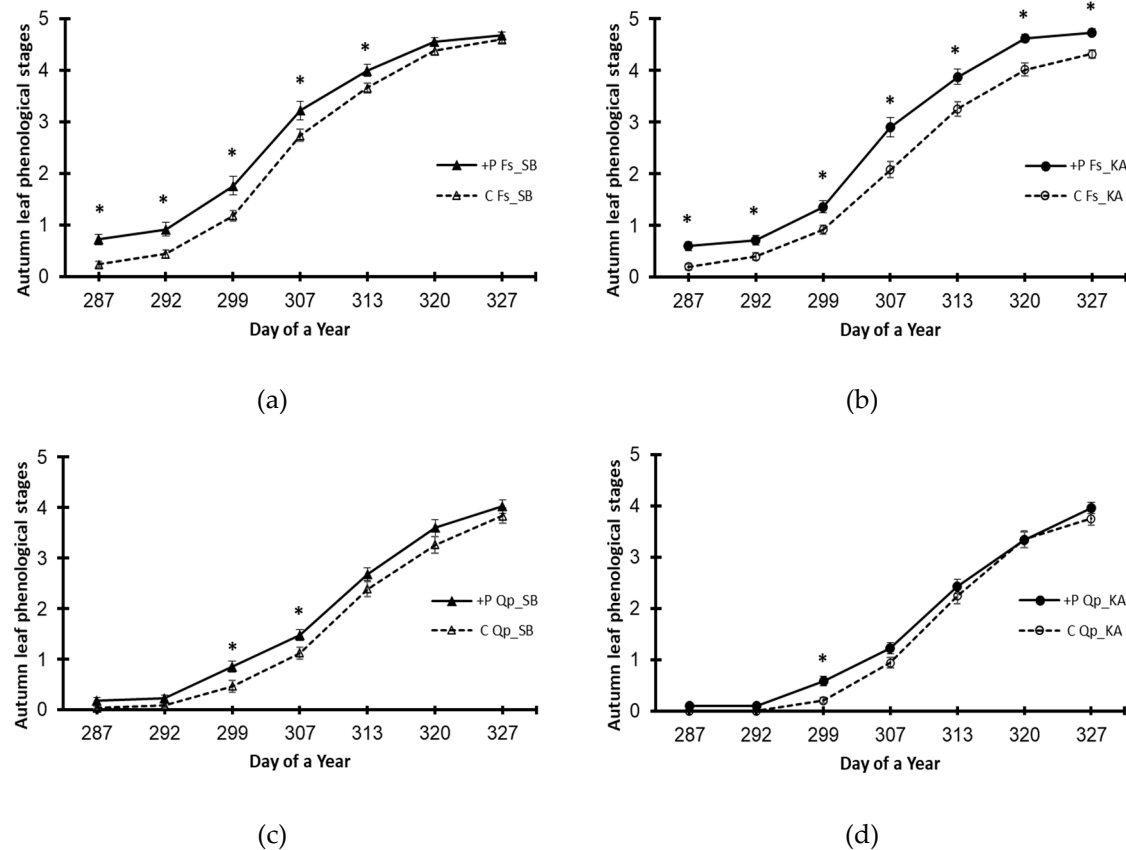 Autumn leaf phenological stages
5
4
3
2
1
0
* * * * *
+P Fs_SB
C Fs_SB
287 292 299 307 313 320 327
Day of a Year
(a)
Autumn leaf phenological stages
5
4
3
2
1
0
* * * * * * *
+P Fs_KA
C Fs_KA
287 292 299 307 313 320 327
Day of a Year
(b)
Autumn leaf phenological stages
5
4
3
2
1
0
* *
+P Qp_SB
C Qp_SB
287 292 299 307 313 320 327
Day of a Year
(c)
Autumn leaf phenological stages
5
4
3
2
1
0
*
+P Qp_KA
C Qp_KA
287 292 299 307 313 320 327
Day of a Year
(d)